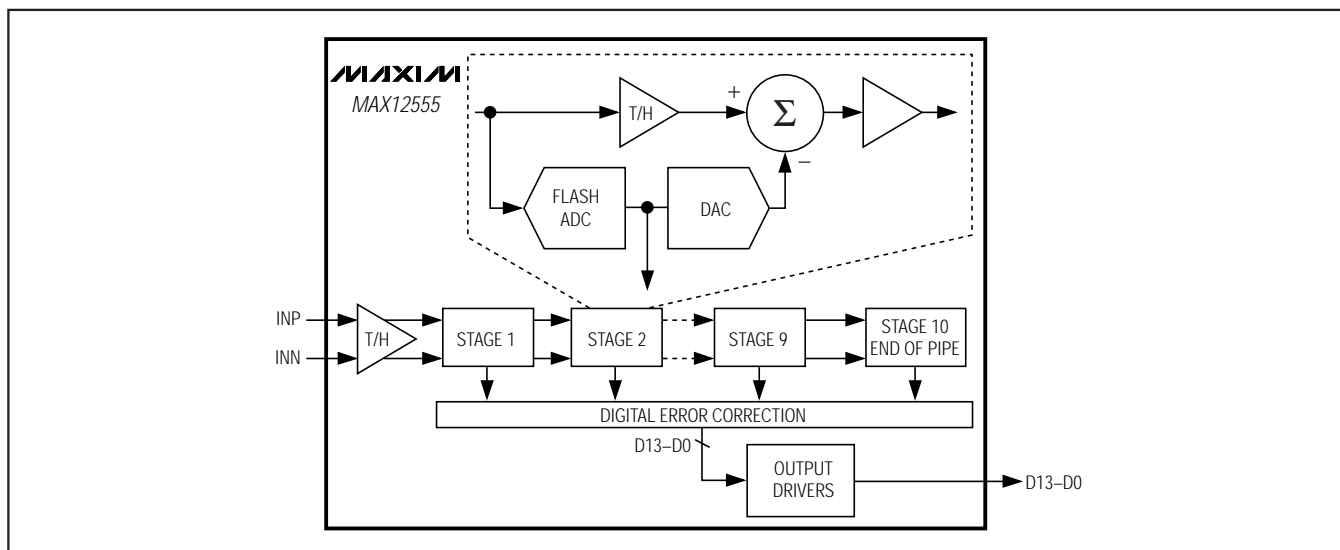 MAXIM
MAX12555
T/H
+
Σ
−
FLASH
ADC
DAC
INP
INN
T/H
STAGE 1
STAGE 2
STAGE 9
STAGE 10
END OF PIPE
DIGITAL ERROR CORRECTION
D13–D0
OUTPUT
DRIVERS
D13–D0